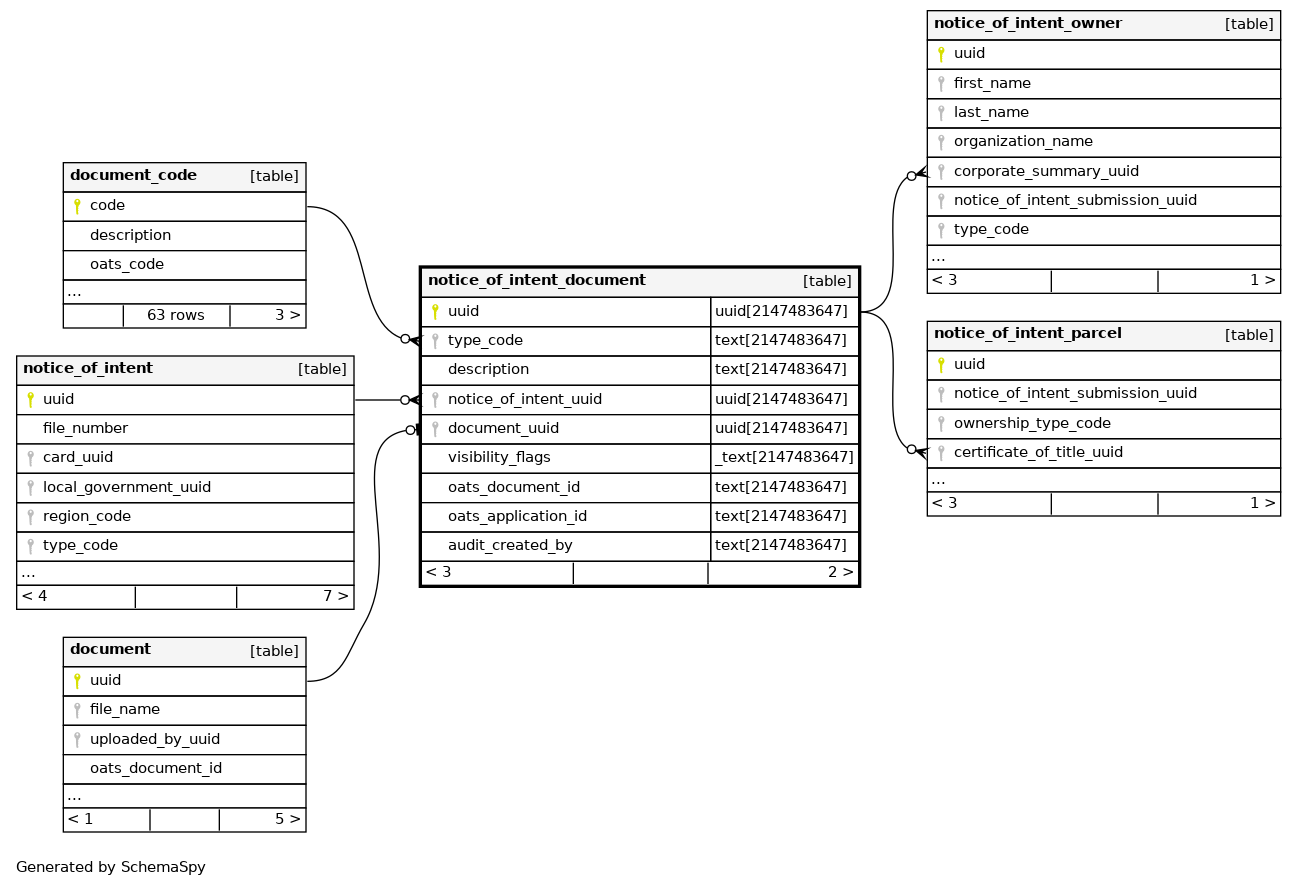 notice_of_intent_owner [table]
uuid
first_name
last_name
organization_name
corporate_summary_uuid
notice_of_intent_submission_uuid
type_code
...
< 3 1 >
document_code [table]
code
description
oats_code
...
63 rows 3 >
notice_of_intent_document [table]
uuid uuid[2147483647]
type_code text[2147483647]
description text[2147483647]
notice_of_intent_uuid uuid[2147483647]
document_uuid uuid[2147483647]
visibility_flags _text[2147483647]
oats_document_id text[2147483647]
oats_application_id text[2147483647]
audit_created_by text[2147483647]
< 3 2 >
notice_of_intent_parcel [table]
uuid
notice_of_intent_submission_uuid
ownership_type_code
certificate_of_title_uuid
...
< 3 1 >
notice_of_intent [table]
uuid
file_number
card_uuid
local_government_uuid
region_code
type_code
...
< 4 7 >
document [table]
uuid
file_name
uploaded_by_uuid
oats_document_id
...
< 1 5 >
Generated by SchemaSpy